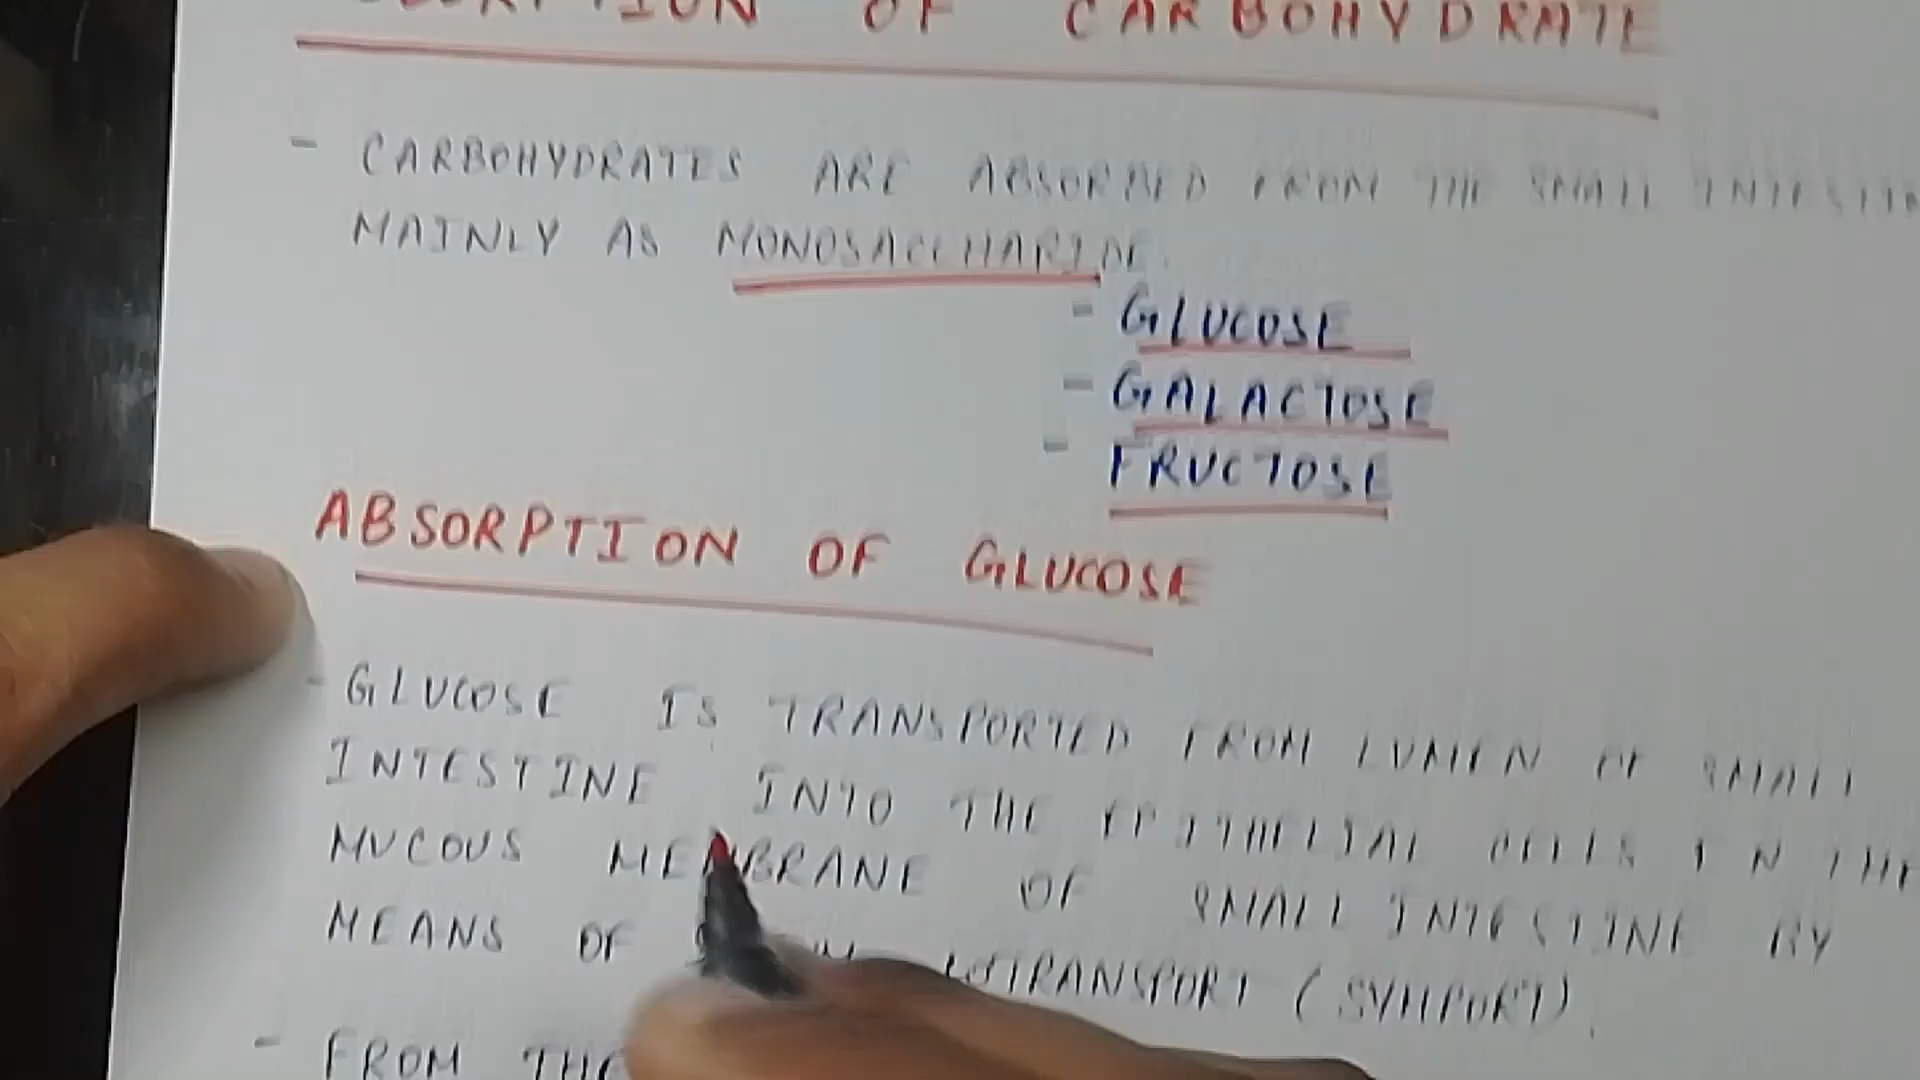 OF CARBOHYDRATE
- CARBOHYDRATES ARE ABSORBED FROM THE SMALL
MAINLY AS MONOSACCHARIDE.
- GLUCOSE
- GALACTOSE
- FRUCTOSE
ABSORPTION OF GLUCOSE
- GLUCOSE IS TRANSPORTED FROM LUMEN OF SMALL
INTESTINE INTO THE EPITHELIAL CELLS IN THE
MUCOUS MEMBRANE OF SMALL INTESTINE BY
MEANS OF COTRANSPORT (SYMPORT).
- FROM THE